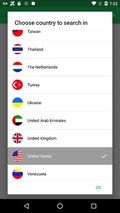 7:22
Choose country to search in
Taiwan
Thailand
The Netherlands
Turkey
Ukraine
United Arab Emirates
United Kingdom
United States
Venezuela
OK